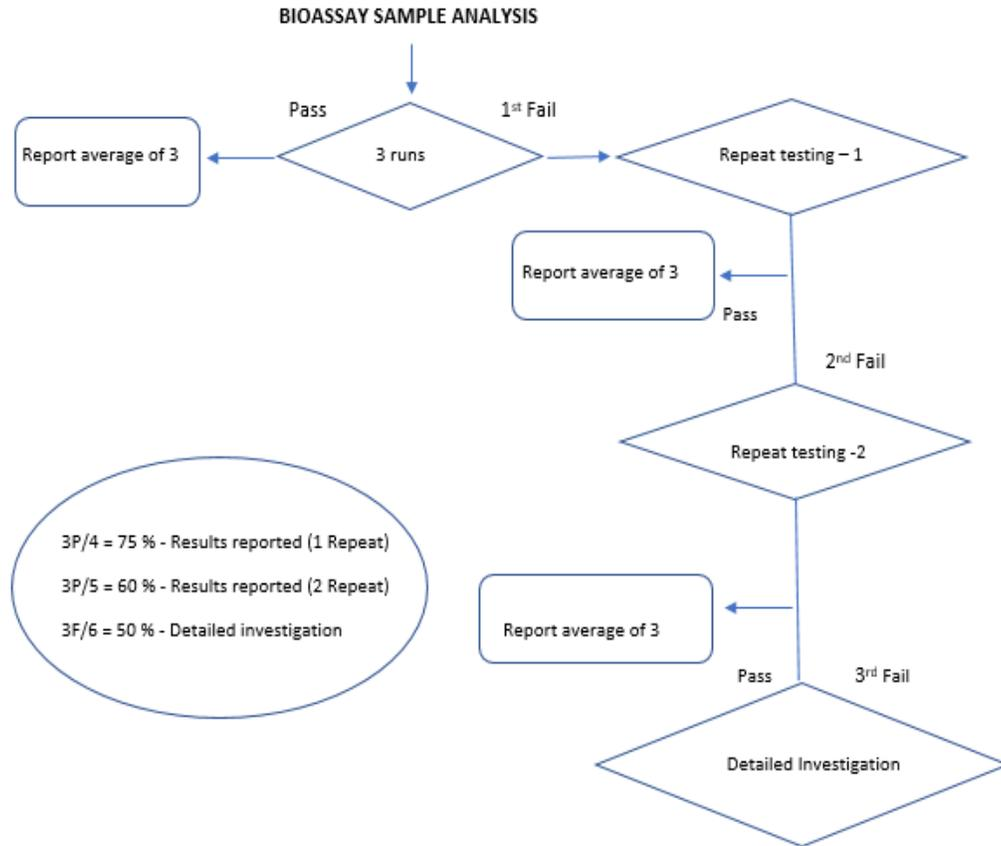 BIOASSAY SAMPLE ANALYSIS
Pass
1st Fail
Report average of 3
3 runs
Repeat testing – 1
Report average of 3
Pass
2nd Fail
Repeat testing -2
3P/4 = 75 % - Results reported (1 Repeat)
3P/5 = 60 % - Results reported (2 Repeat)
3F/6 = 50 % - Detailed investigation
Report average of 3
Pass
3rd Fail
Detailed Investigation